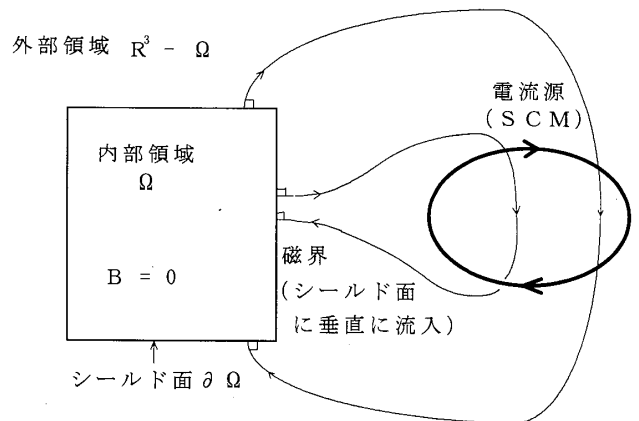 外部領域 R³ - Ω
電流源
(SCM)
内部領域
Ω
磁界
(シールド面
に垂直に流入)
B = 0
シールド面∂Ω